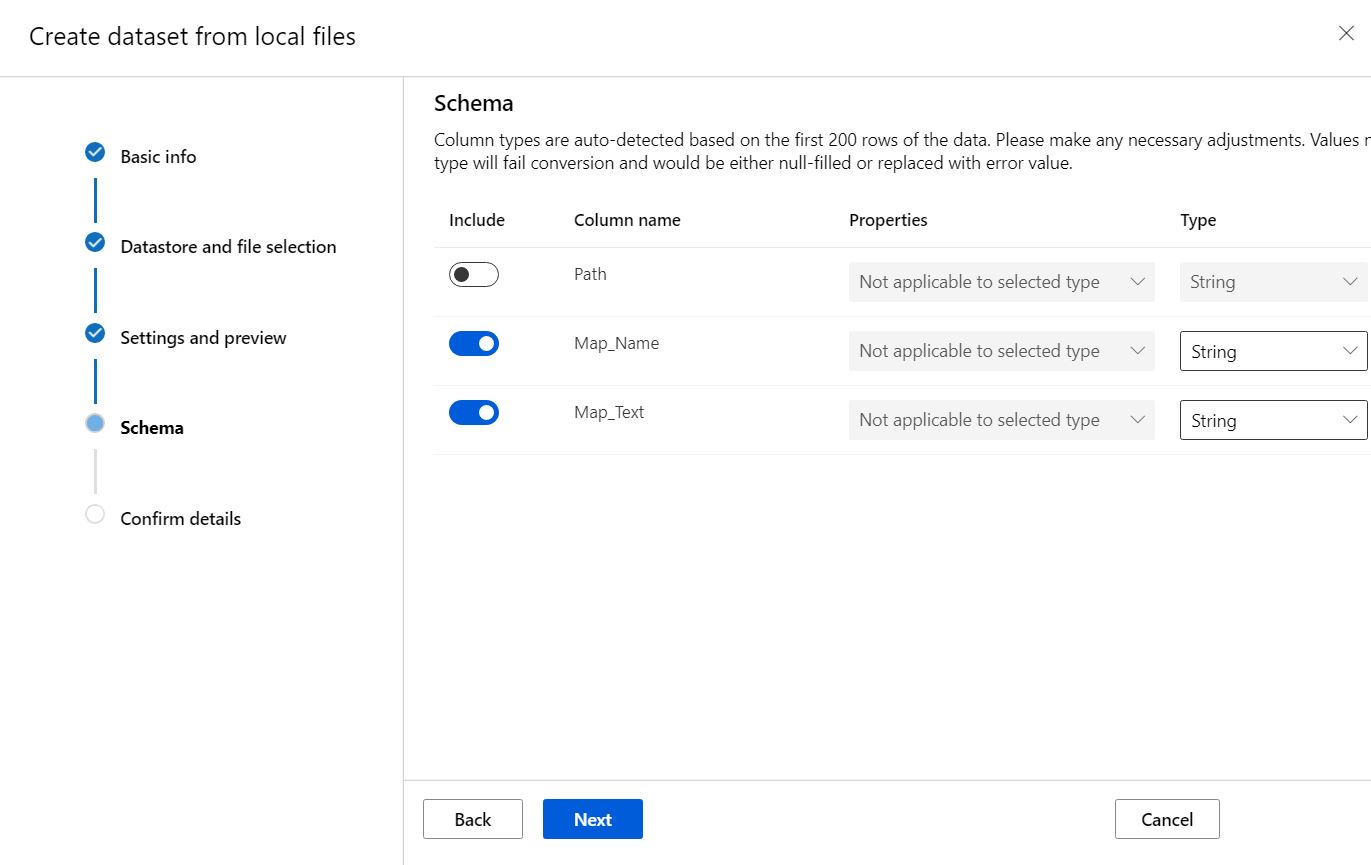 Create dataset from local files
Basic info
Datastore and file selection
Settings and preview
Schema
Confirm details
Schema
Column types are auto-detected based on the first 200 rows of the data. Please make any necessary adjustments. Values
type will fail conversion and would be either null-filled or replaced with error value.
Include Column name Properties Type
Path Not applicable to selected type String
Map_Name Not applicable to selected type String
Map_Text Not applicable to selected type String
Back Next Cancel